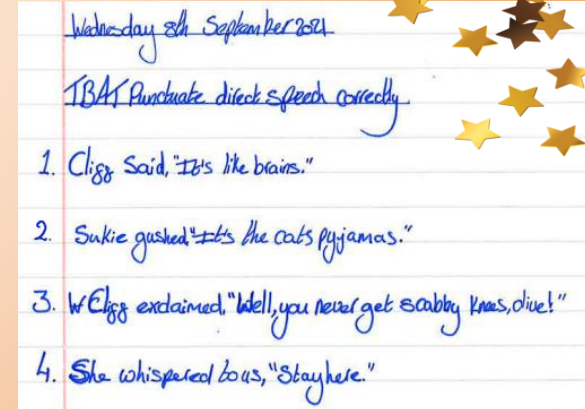 Wednesday 8th September 2021
TBAT Punctuate direct speech correctly
1. Cligg Said, "It's like brains."
2. Sukie gushed "It's the cats pyjamas."
3. W Cligg exclaimed, "Well, you never get scabby knees, dive!"
4. She whispered to us, "Stay here."